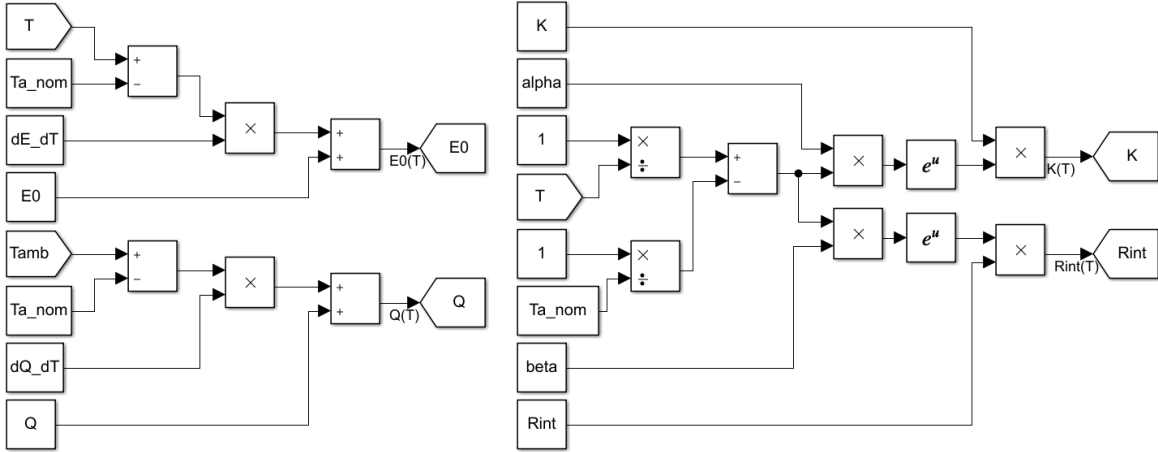 T
+
−
Ta_nom
×
dE_dT
+
+
E0(T)
E0
E0
Tamb
+
−
Ta_nom
×
+
+
Q(T)
Q
dQ_dT
Q
K
alpha
1
×
÷
T
+
−
1
×
÷
Ta_nom
×
e^u
×
K(T)
K
×
e^u
×
Rint(T)
Rint
beta
Rint